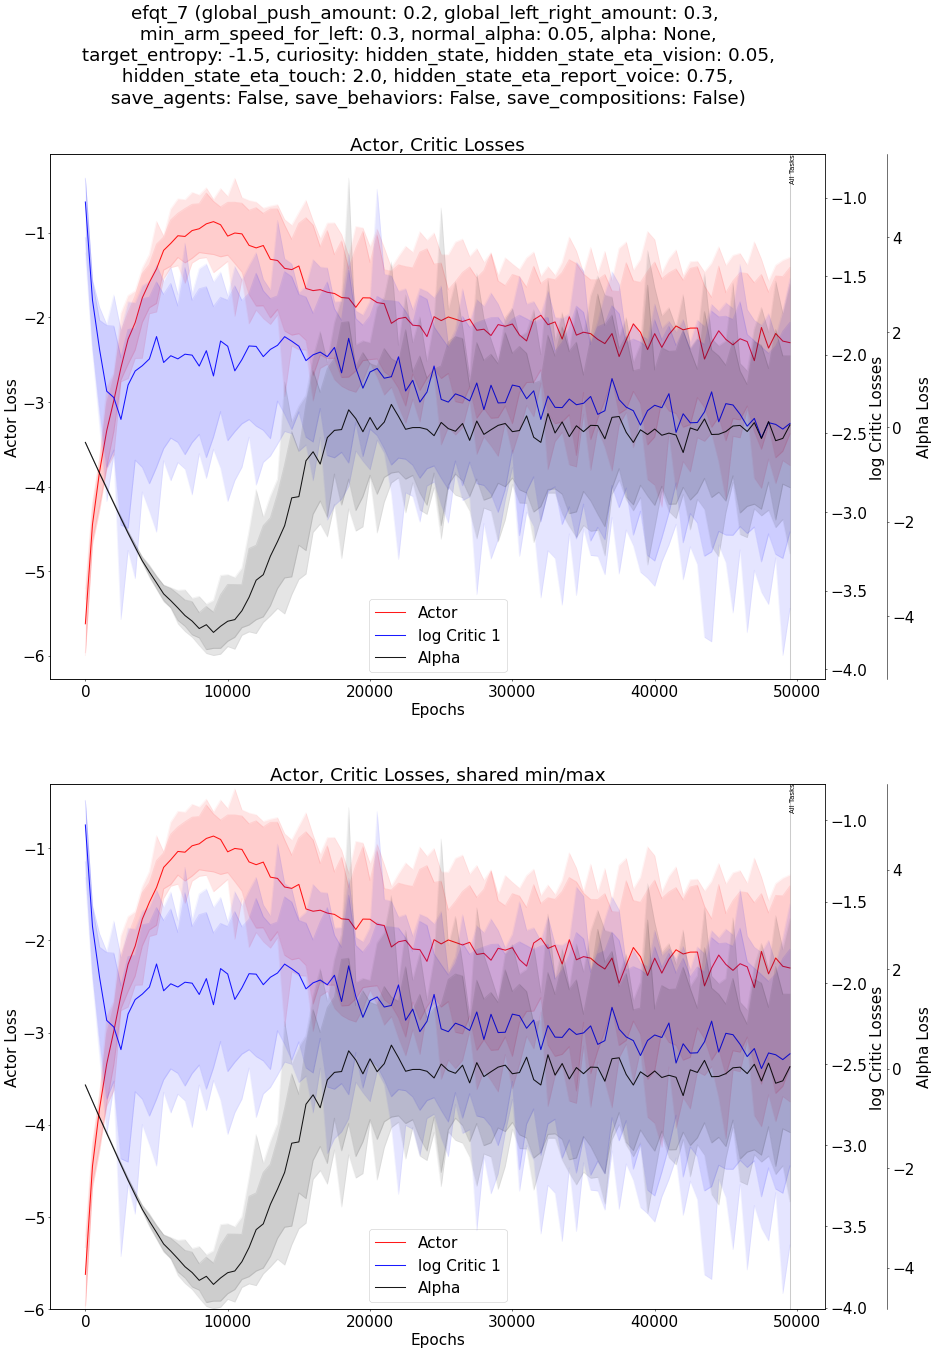 efqt_7 (global_push_amount: 0.2, global_left_right_amount: 0.3,
min_arm_speed_for_left: 0.3, normal_alpha: 0.05, alpha: None,
target_entropy: -1.5, curiosity: hidden_state, hidden_state_eta_vision: 0.05,
hidden_state_eta_touch: 2.0, hidden_state_eta_report_voice: 0.75,
save_agents: False, save_behaviors: False, save_compositions: False)
Actor, Critic Losses
All Tasks
−1
−2
−3
−4
−5
−6
Actor Loss
−1.0
−1.5
−2.0
−2.5
−3.0
−3.5
−4.0
log Critic Losses
4
2
0
−2
−4
Alpha Loss
Actor
log Critic 1
Alpha
0 10000 20000 30000 40000 50000
Epochs
Actor, Critic Losses, shared min/max
All Tasks
−1
−2
−3
−4
−5
−6
Actor Loss
−1.0
−1.5
−2.0
−2.5
−3.0
−3.5
−4.0
log Critic Losses
4
2
0
−2
−4
Alpha Loss
Actor
log Critic 1
Alpha
0 10000 20000 30000 40000 50000
Epochs